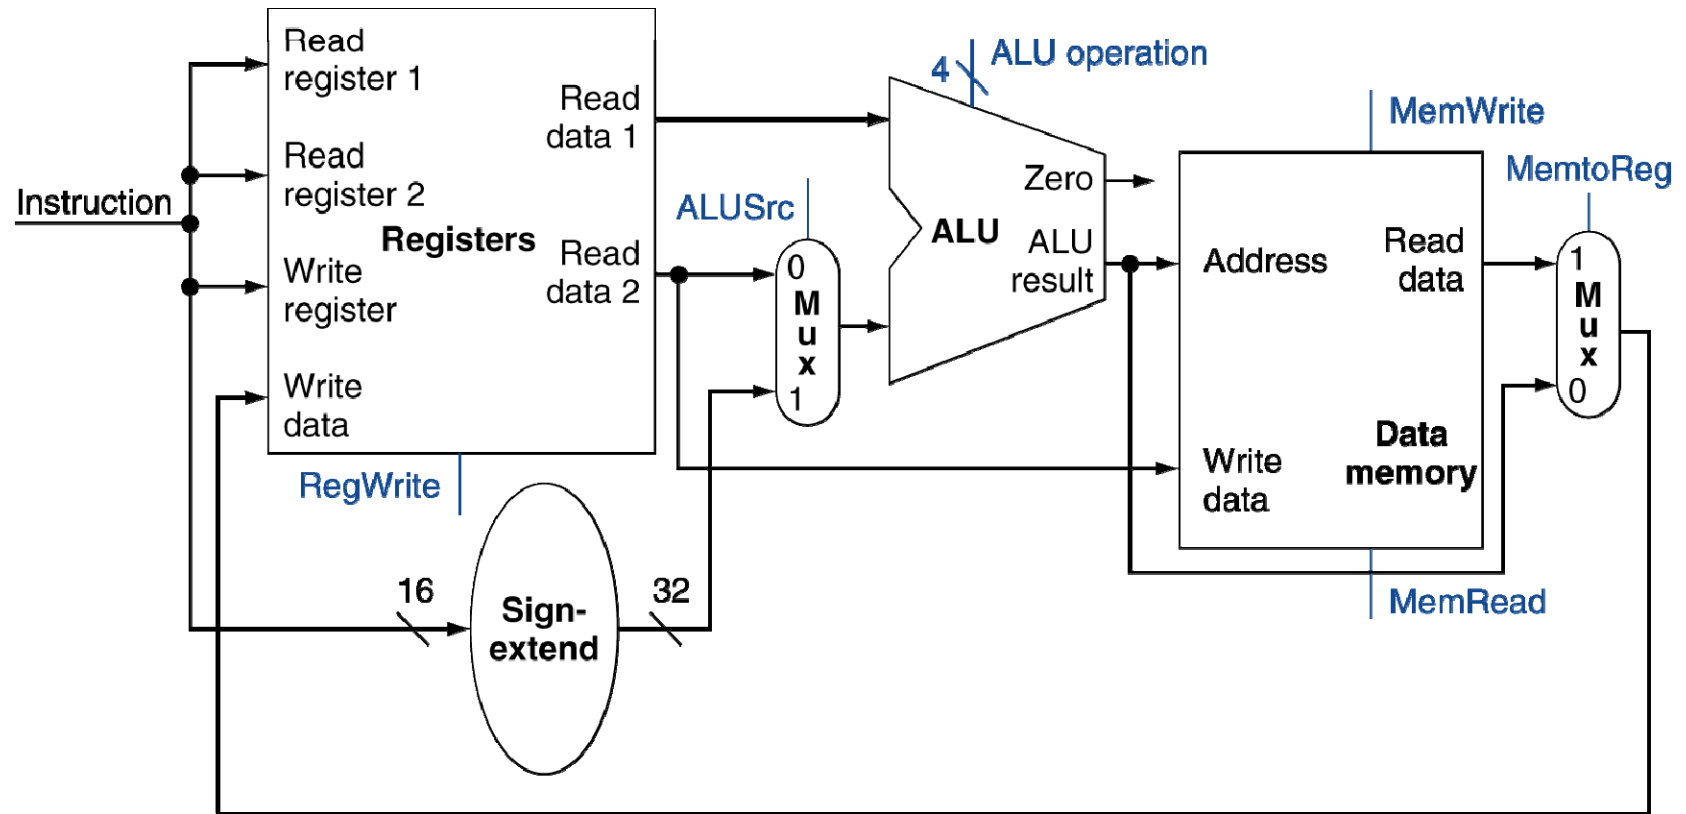 Instruction
Read
register 1
Read
register 2
Registers
Write
register
Write
data
Read
data 1
Read
data 2
RegWrite
16
Sign-
extend
32
ALUSrc
0
M
u
x
1
4
ALU operation
Zero
ALU
ALU
result
MemWrite
Address
Read
data
Write
data
Data
memory
MemRead
MemtoReg
1
M
u
x
0